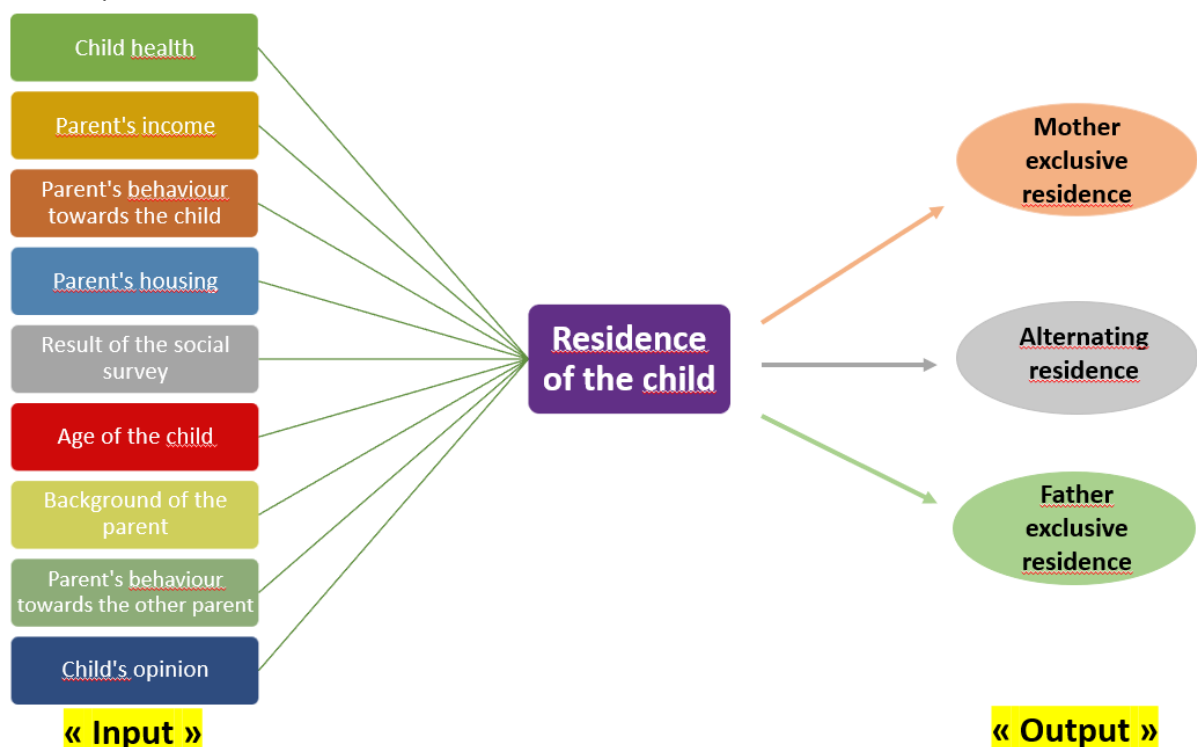 Child health
Parent's income
Parent's behaviour
towards the child
Parent's housing
Result of the social
survey
Age of the child
Background of the
parent
Parent's behaviour
towards the other parent
Child's opinion
« Input »
Residence
of the child
Mother
exclusive
residence
Alternating
residence
Father
exclusive
residence
« Output »